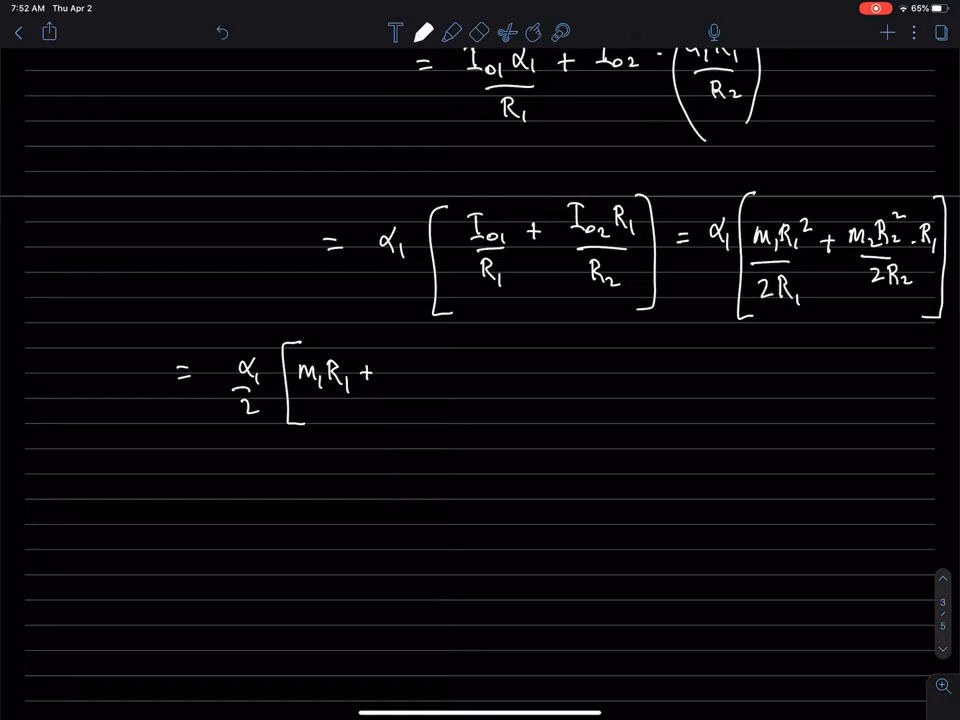 7:52 AM Thu Apr 2
65%
T
= I₀₁ α₁ / R₁ + I₀₂ · (α₁R₁ / R₂)
= α₁ [ I₀₁ / R₁ + I₀₂ R₁ / R₂ ] = α₁ [ m₁R₁² / 2R₁ + m₂R₂² · R₁ / 2R₂ ]
= α₁ / 2 [ m₁R₁ +
3 / 5